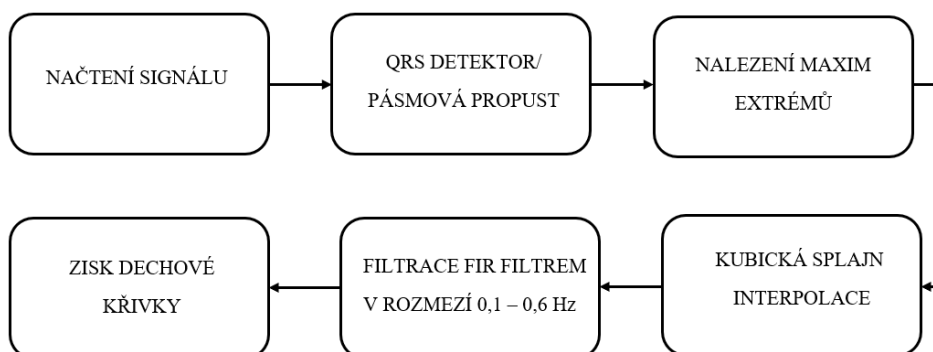 NAČTENÍ SIGNÁLU
QRS DETEKTOR/
PÁSMOVÁ PROPUST
NALEZENÍ MAXIM
EXTRÉMŮ
KUBICKÁ SPLAJN
INTERPOLACE
FILTRACE FIR FILTREM
V ROZMEZÍ 0,1 – 0,6 Hz
ZISK DECHOVÉ
KŘIVKY